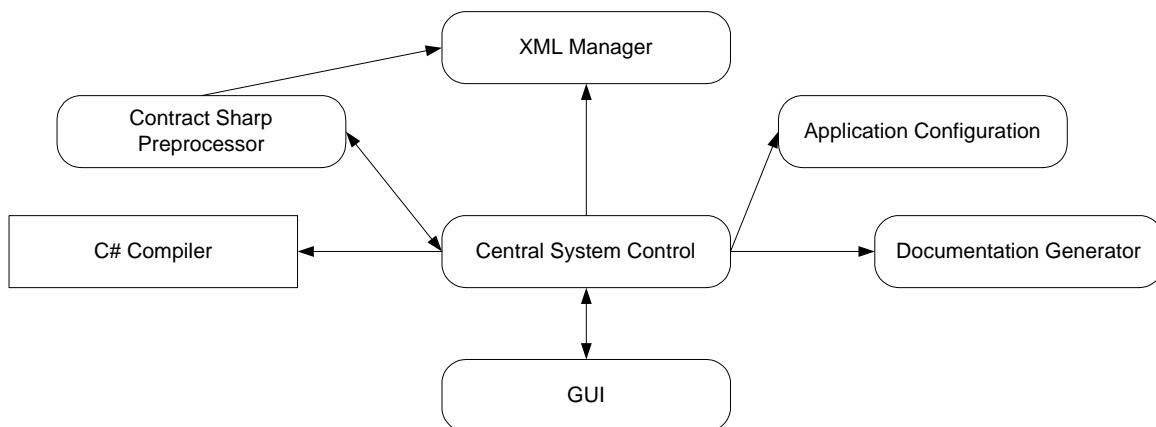 XML Manager
Contract Sharp
Preprocessor
Application Configuration
C# Compiler
Central System Control
Documentation Generator
GUI